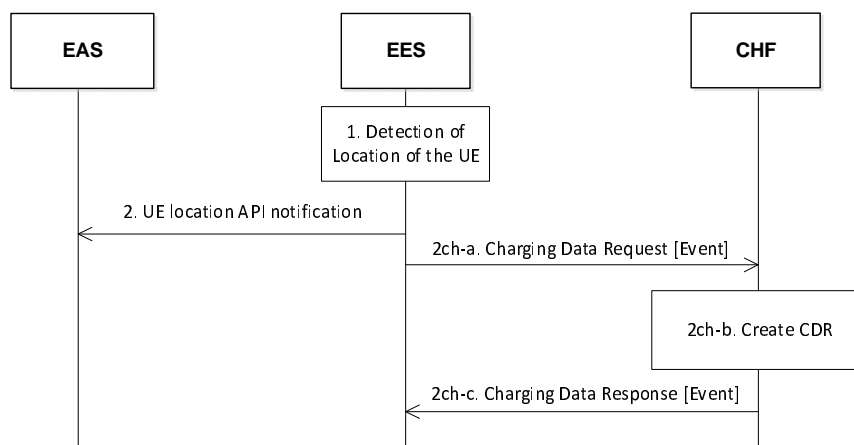 EAS
EES
CHF
1. Detection of
Location of the UE
2. UE location API notification
2ch-a. Charging Data Request [Event]
2ch-b. Create CDR
2ch-c. Charging Data Response [Event]